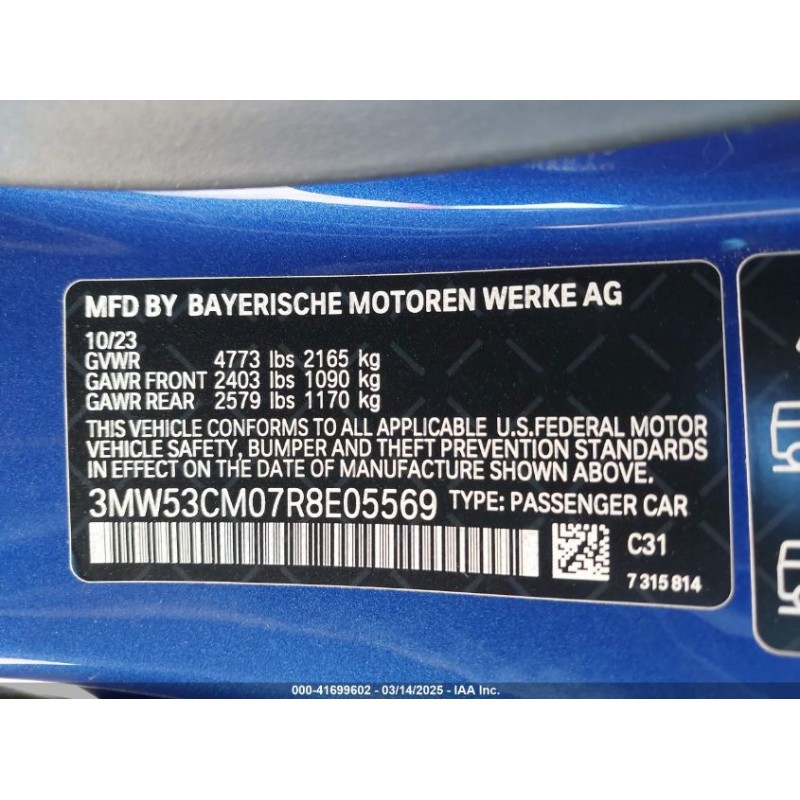 MFD BY BAYERISCHE MOTOREN WERKE AG
10/23
GVWR 4773 lbs 2165 kg
GAWR FRONT 2403 lbs 1090 kg
GAWR REAR 2579 lbs 1170 kg
THIS VEHICLE CONFORMS TO ALL APPLICABLE U.S.FEDERAL MOTOR
VEHICLE SAFETY, BUMPER AND THEFT PREVENTION STANDARDS
IN EFFECT ON THE DATE OF MANUFACTURE SHOWN ABOVE.
3MW53CM07R8E05569 TYPE: PASSENGER CAR
C31
7 315 814
000-41699602 - 03/14/2025 - IAA Inc.